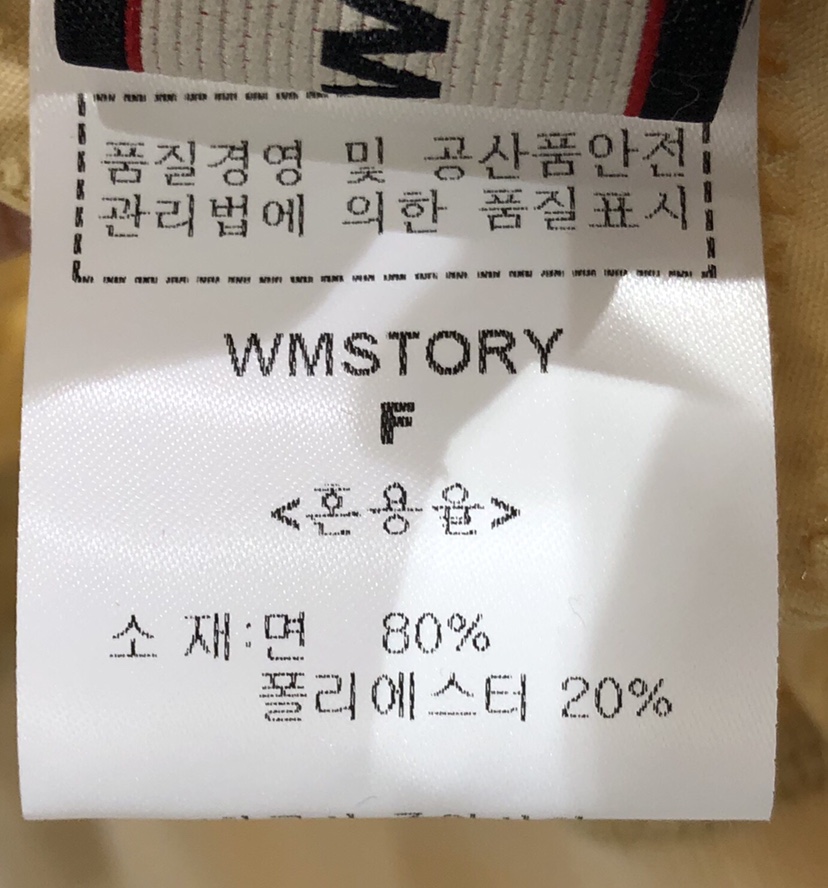 M
품질경영 및 공산품안전
관리법에 의한 품질표시
WMSTORY
F
<혼용율>
소 재:면 80%
폴리에스터 20%